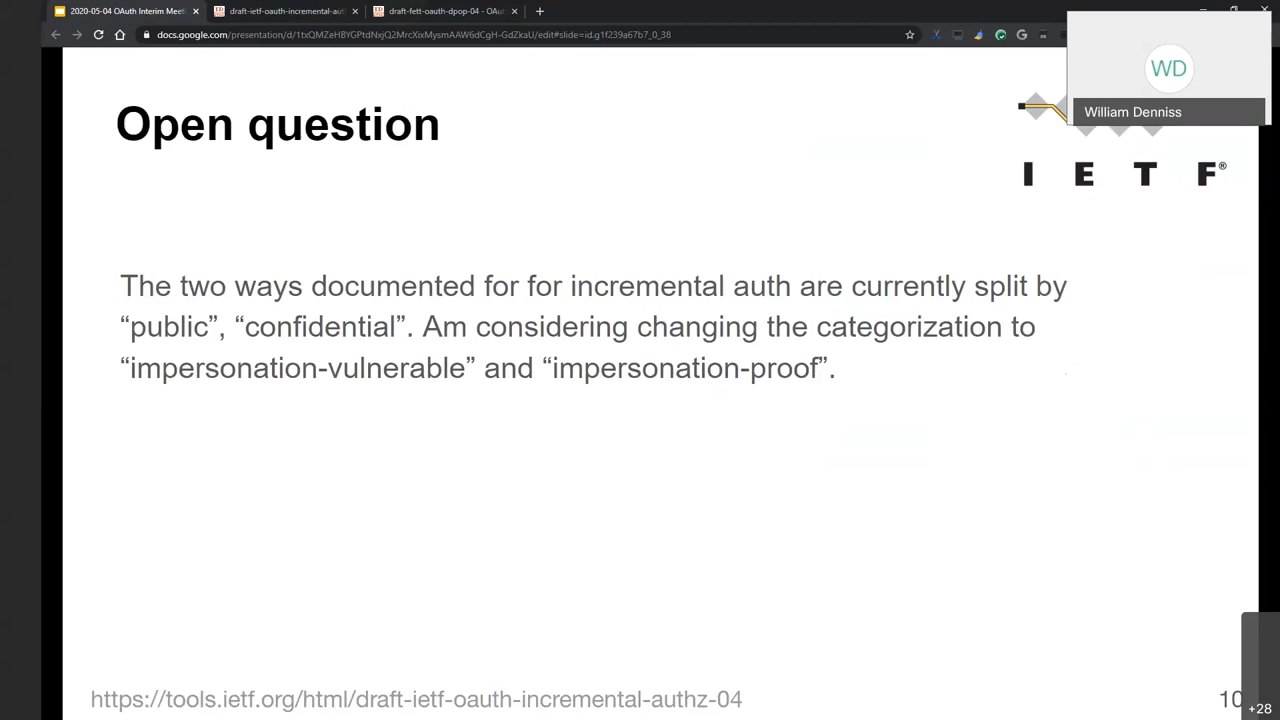 2020-05-04 OAuth Interim Meeti
draft-ietf-oauth-incremental-aut
draft-fett-oauth-dpop-04 - OAut
docs.google.com/presentation/d/1txQMZeHBYGPtdNxjQ2MrcXixMysmAAW6dCgH-GdZkaU/edit#slide=id.g1f239a67b7_0_38
WD
William Denniss
Open question
I E T F®
The two ways documented for for incremental auth are currently split by
“public”, “confidential”. Am considering changing the categorization to
“impersonation-vulnerable” and “impersonation-proof”.
https://tools.ietf.org/html/draft-ietf-oauth-incremental-authz-04
10
+28